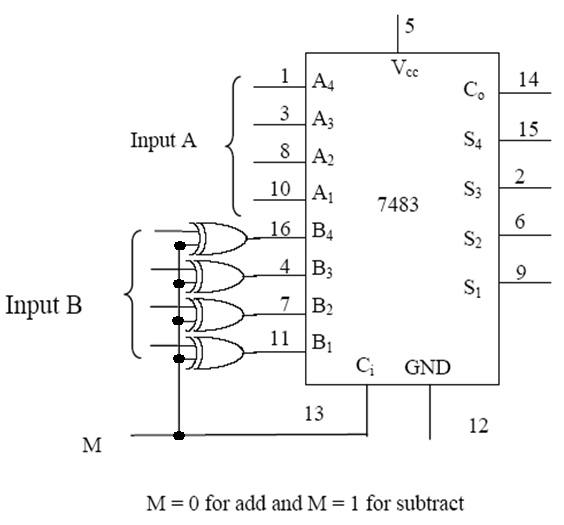 5
Vcc
1 A4
Co 14
3 A3
Input A
S4 15
8 A2
10 A1
S3 2
7483
16 B4
S2 6
4 B3
Input B
7 B2
S1 9
11 B1
Ci GND
13
12
M
M = 0 for add and M = 1 for subtract